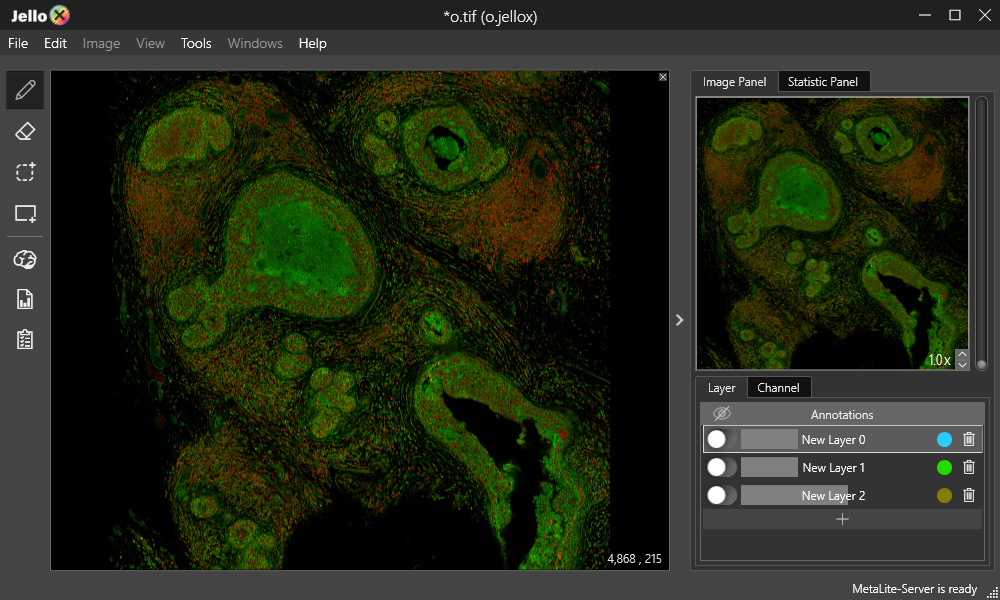 Jello X
*o.tif (o.jellox)
File Edit Image View Tools Windows Help
Image Panel Statistic Panel
1.0x
Layer Channel
Annotations
New Layer 0
New Layer 1
New Layer 2
4,868 , 215
MetaLite-Server is ready